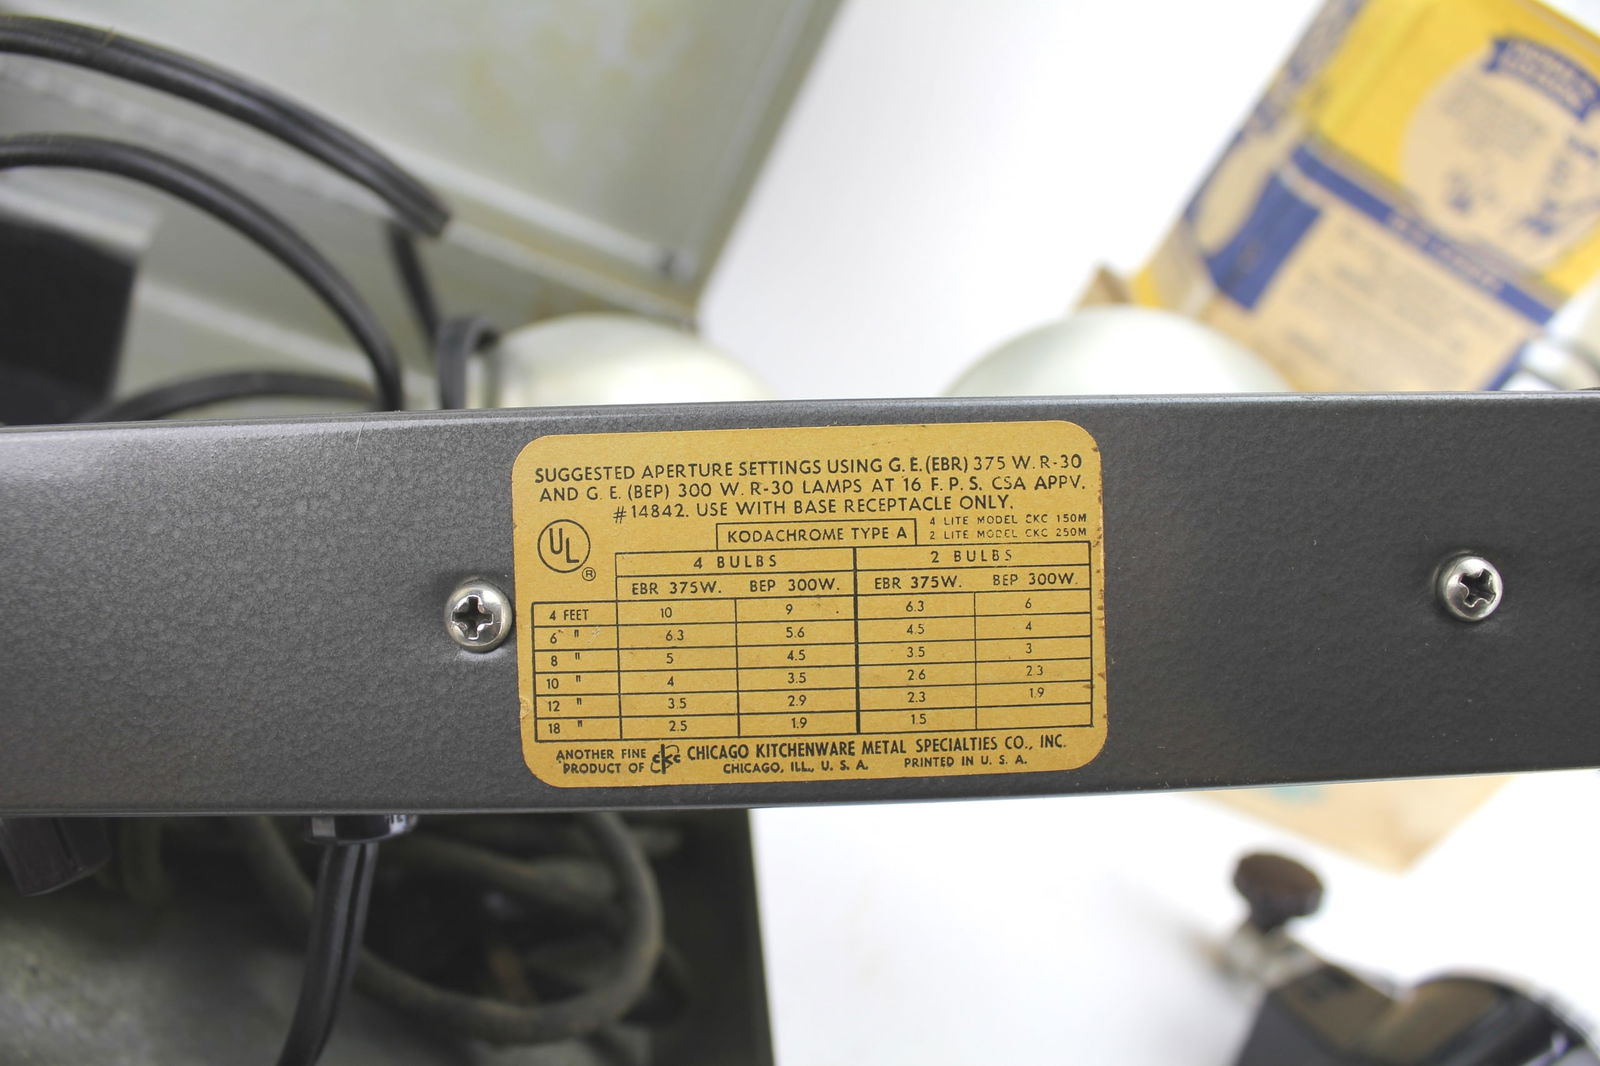 SUGGESTED APERTURE SETTINGS USING G. E. (EBR) 375 W. R-30
AND G. E. (BEP) 300 W. R-30 LAMPS AT 16 F. P. S. CSA APPV.
#14842. USE WITH BASE RECEPTACLE ONLY.
UL ®
KODACHROME TYPE A
4 LITE MODEL CKC 150M
2 LITE MODEL CKC 250M
4 BULBS 2 BULBS
EBR 375W. BEP 300W. EBR 375W. BEP 300W.
4 FEET 10 9 6.3 6
6 " 6.3 5.6 4.5 4
8 " 5 4.5 3.5 3
10 " 4 3.5 2.6 2.3
12 " 3.5 2.9 2.3 1.9
18 " 2.5 1.9 1.5
ANOTHER FINE
PRODUCT OF
CKC
CHICAGO KITCHENWARE METAL SPECIALTIES CO., INC.
CHICAGO, ILL., U. S. A. PRINTED IN U. S. A.